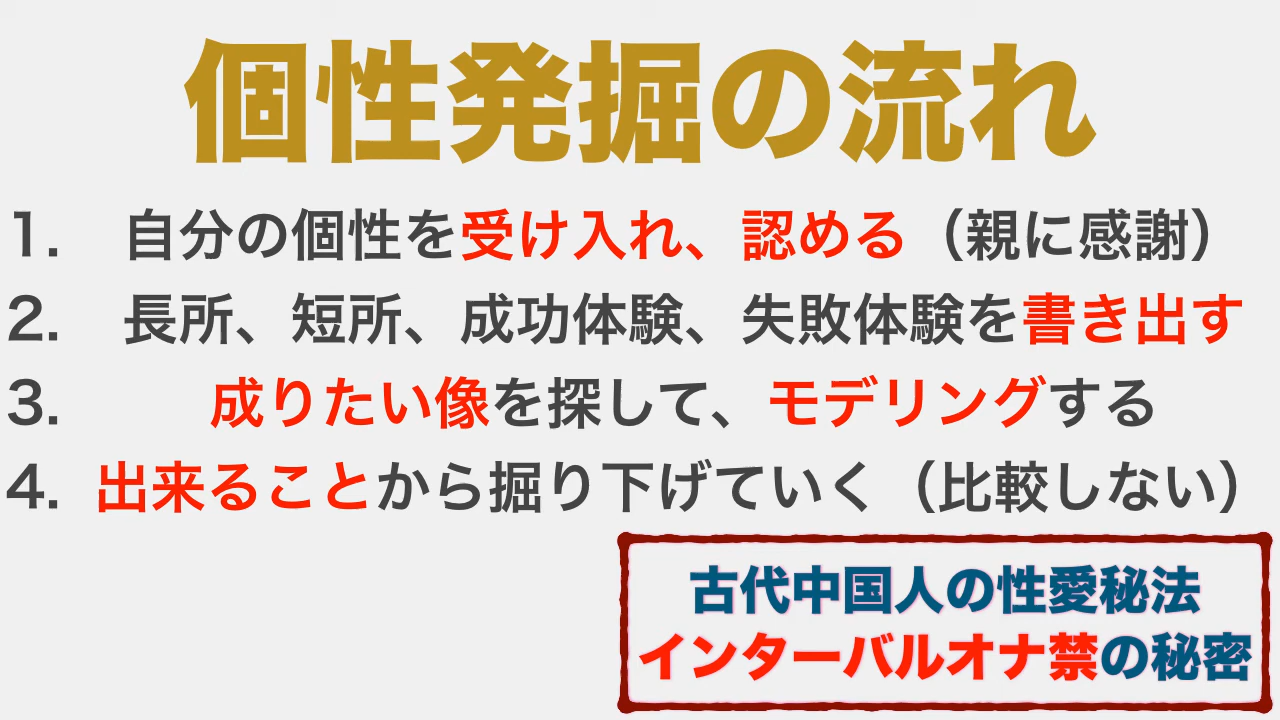 個性発掘の流れ
1. 自分の個性を受け入れ、認める（親に感謝）
2. 長所、短所、成功体験、失敗体験を書き出す
3. 成りたい像を探して、モデリングする
4. 出来ることから掘り下げていく（比較しない）
古代中国人の性愛秘法
インターバルオナ禁の秘密